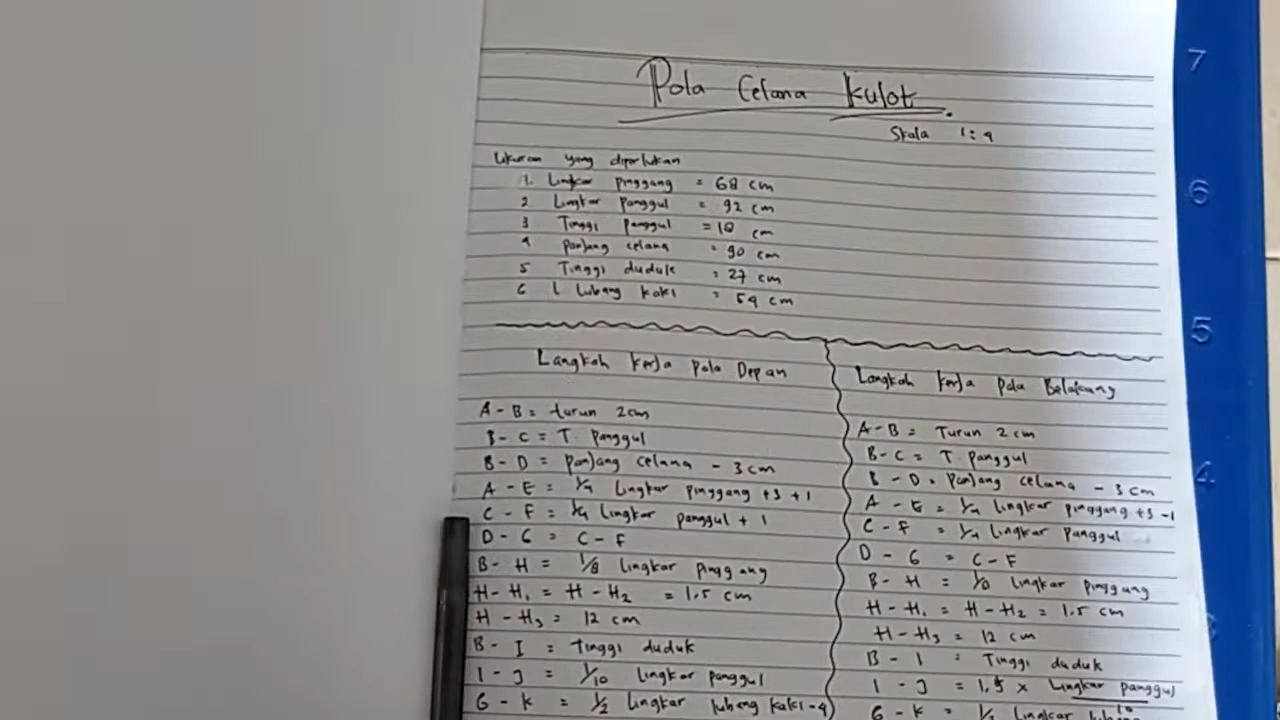 Pola Celana Kulot.
Skala 1:4
Ukuran yang diperlukan
1. Lingkar pinggang = 68 cm
2 Lingkar panggul = 92 cm
3 Tinggi panggul = 18 cm
4 panjang celana = 90 cm
5 Tinggi duduk = 27 cm
6 L lubang kaki = 54 cm
Langkah kerja pola Depan
A - B = turun 2cm
B - C = T. panggul
B - D = panjang celana - 3 cm
A - E = 1/4 Lingkar pinggang + 3 + 1
C - F = 1/4 Lingkar panggul + 1
D - G = C - F
B - H = 1/8 lingkar pinggang
H - H1 = H - H2 = 1.5 cm
H - H3 = 12 cm
B - I = tinggi duduk
I - J = 1/10 lingkar panggul
G - K = 1/2 lingkar lubang kaki - 4
Langkah kerja pola Belakang
A - B = Turun 2 cm
B - C = T panggul
B - D = panjang celana - 3 cm
A - E = 1/4 lingkar pinggang + 3 - 1
C - F = 1/4 lingkar panggul
D - G = C - F
B - H = 1/8 lingkar pinggang
H - H1 = H - H2 = 1.5 cm
H - H3 = 12 cm
B - I = Tinggi duduk
I - J = 1.5 x Lingkar panggul
10
G - K = lingkar
7
6
5
4